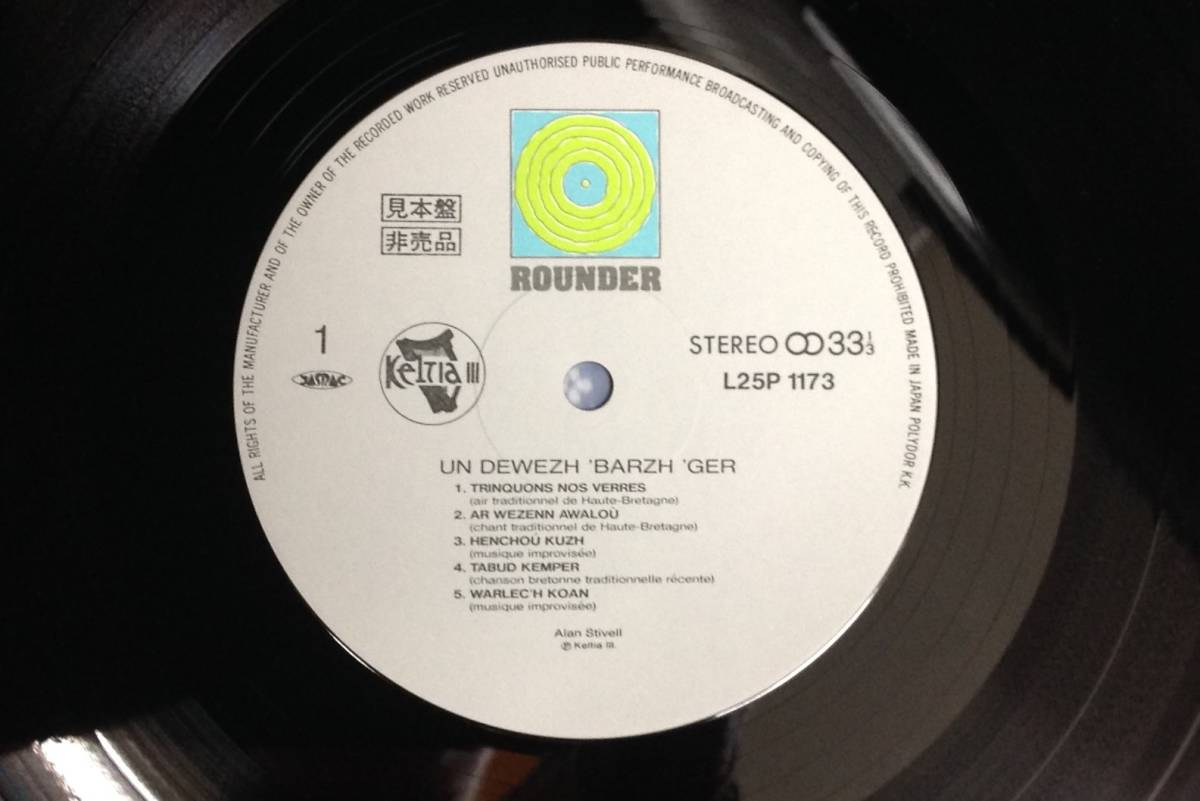 ALL RIGHTS OF THE MANUFACTURER AND OF THE OWNER OF THE RECORDED WORK RESERVED UNAUTHORISED PUBLIC PERFORMANCE BROADCASTING AND COPYING OF THIS RECORD PROHIBITED MADE IN JAPAN POLYDOR K.K.
ROUNDER
見本盤
非売品
1
JASRAC
Keltia III
STEREO 33 1/3
L25P 1173
UN DEWEZH 'BARZH 'GER
1. TRINQUONS NOS VERRES
(air traditionnel de Haute-Bretagne)
2. AR WEZENN AWALOÙ
(chant traditionnel de Haute-Bretagne)
3. HENCHOÙ KUZH
(musique improvisée)
4. TABUD KEMPER
(chanson bretonne traditionnelle récente)
5. WARLEC'H KOAN
(musique improvisée)
Alan Stivell
℗ Keltia III.